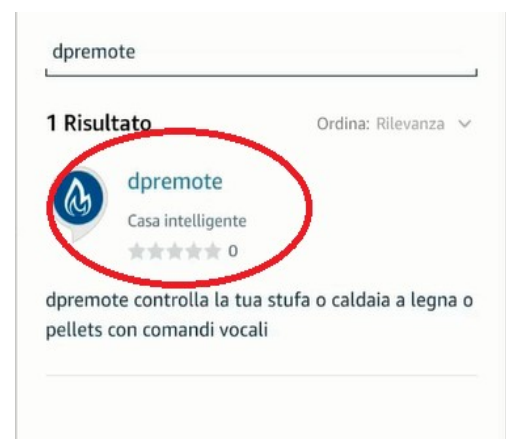 dpremote
1 Risultato
Ordina: Rilevanza
dpremote
Casa intelligente
0
dpremote controlla la tua stufa o caldaia a legna o
pellets con comandi vocali